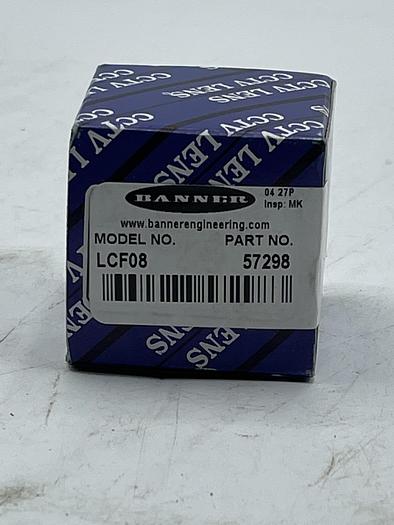 CCTV LENS
CCTV LENS
CCTV LENS
BANNER
04 27P
Insp: MK
www.bannerengineering.com
MODEL NO. PART NO.
LCF08 57298
CCTV LENS